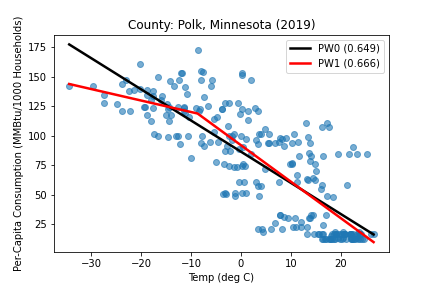 County: Polk, Minnesota (2019)
Per-Capita Consumption (MMBtu/1000 Households)
175
150
125
100
75
50
25
PW0 (0.649)
PW1 (0.666)
−30
−20
−10
0
10
20
Temp (deg C)